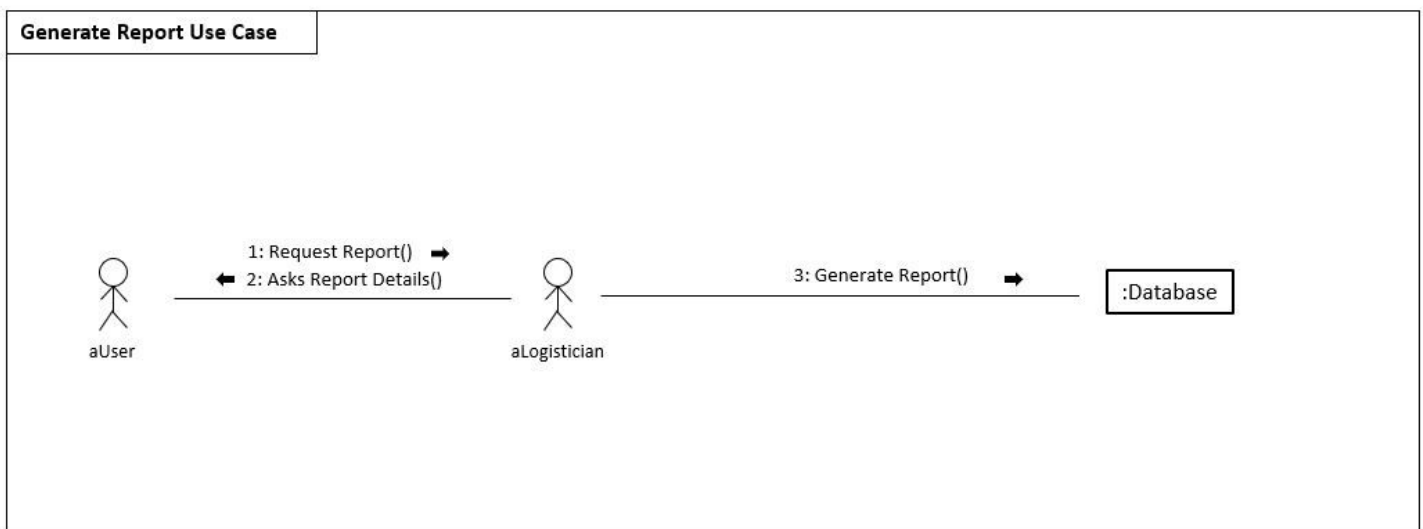 Generate Report Use Case
1: Request Report()
2: Asks Report Details()
3: Generate Report()
:Database
aUser
aLogistician